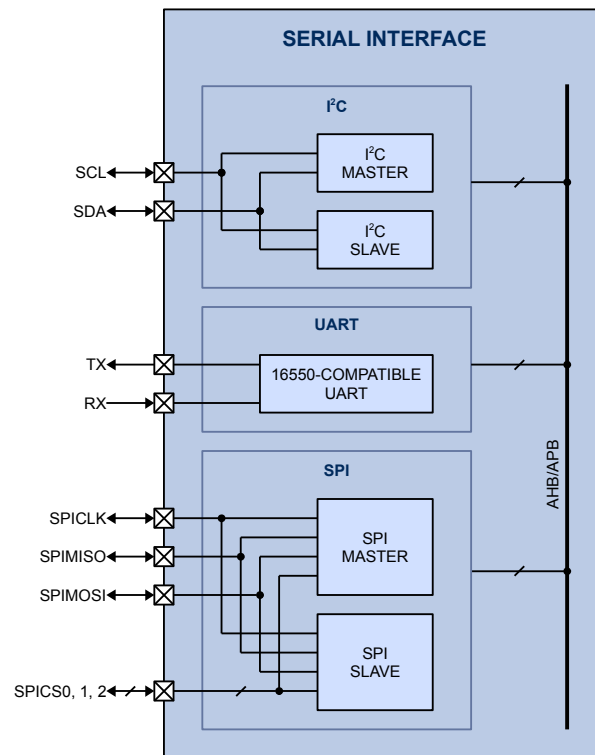 SERIAL INTERFACE
I²C
I²C
MASTER
SCL
SDA
I²C
SLAVE
UART
TX
16550-COMPATIBLE
UART
RX
AHB/APB
SPI
SPICLK
SPI
MASTER
SPIMISO
SPIMOSI
SPI
SLAVE
SPICS0, 1, 2